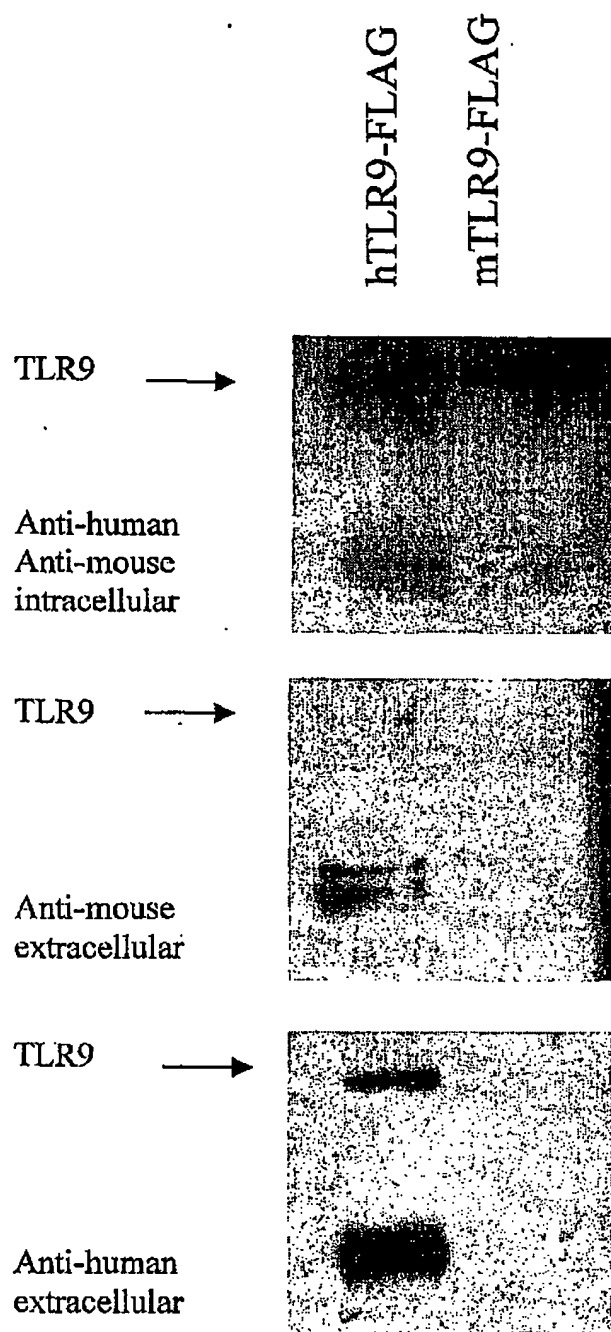 hTLR9-FLAG
mTLR9-FLAG
TLR9
Anti-human
Anti-mouse
intracellular
TLR9
Anti-mouse
extracellular
TLR9
Anti-human
extracellular